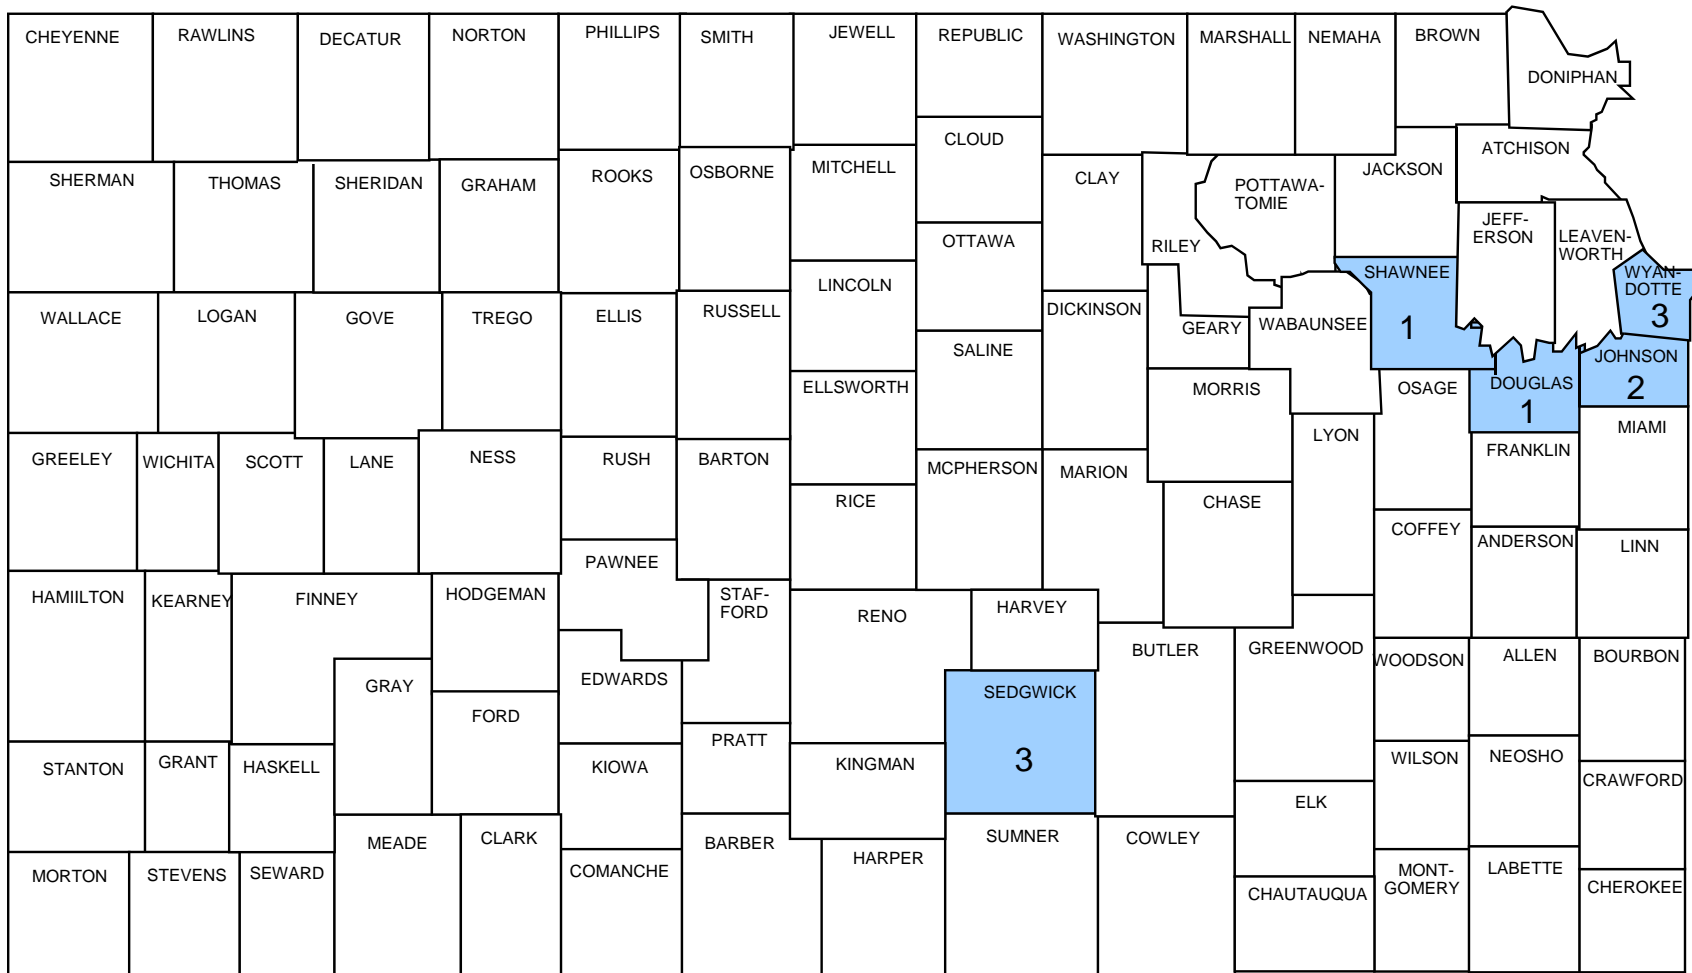 CHEYENNE
RAWLINS
DECATUR
NORTON
PHILLIPS
SMITH
JEWELL
REPUBLIC
WASHINGTON
MARSHALL
NEMAHA
BROWN
DONIPHAN
CLOUD
ATCHISON
SHERMAN
THOMAS
SHERIDAN
GRAHAM
ROOKS
OSBORNE
MITCHELL
CLAY
RILEY
POTTAWA-
TOMIE
JACKSON
JEFF-
ERSON
LEAVEN-
WORTH
OTTAWA
SHAWNEE
1
WYAN-
DOTTE
3
WALLACE
LOGAN
GOVE
TREGO
ELLIS
RUSSELL
LINCOLN
SALINE
DICKINSON
GEARY
WABAUNSEE
DOUGLAS
1
JOHNSON
2
ELLSWORTH
MORRIS
OSAGE
GREELEY
WICHITA
SCOTT
LANE
NESS
RUSH
BARTON
RICE
MCPHERSON
MARION
CHASE
LYON
FRANKLIN
MIAMI
COFFEY
ANDERSON
LINN
HAMIILTON
KEARNEY
FINNEY
HODGEMAN
PAWNEE
STAF-
FORD
RENO
HARVEY
BUTLER
GREENWOOD
WOODSON
ALLEN
BOURBON
GRAY
FORD
EDWARDS
SEDGWICK
3
STANTON
GRANT
HASKELL
KIOWA
PRATT
KINGMAN
ELK
WILSON
NEOSHO
CRAWFORD
MEADE
CLARK
BARBER
HARPER
SUMNER
COWLEY
MORTON
STEVENS
SEWARD
COMANCHE
CHAUTAUQUA
MONT-
GOMERY
LABETTE
CHEROKEE